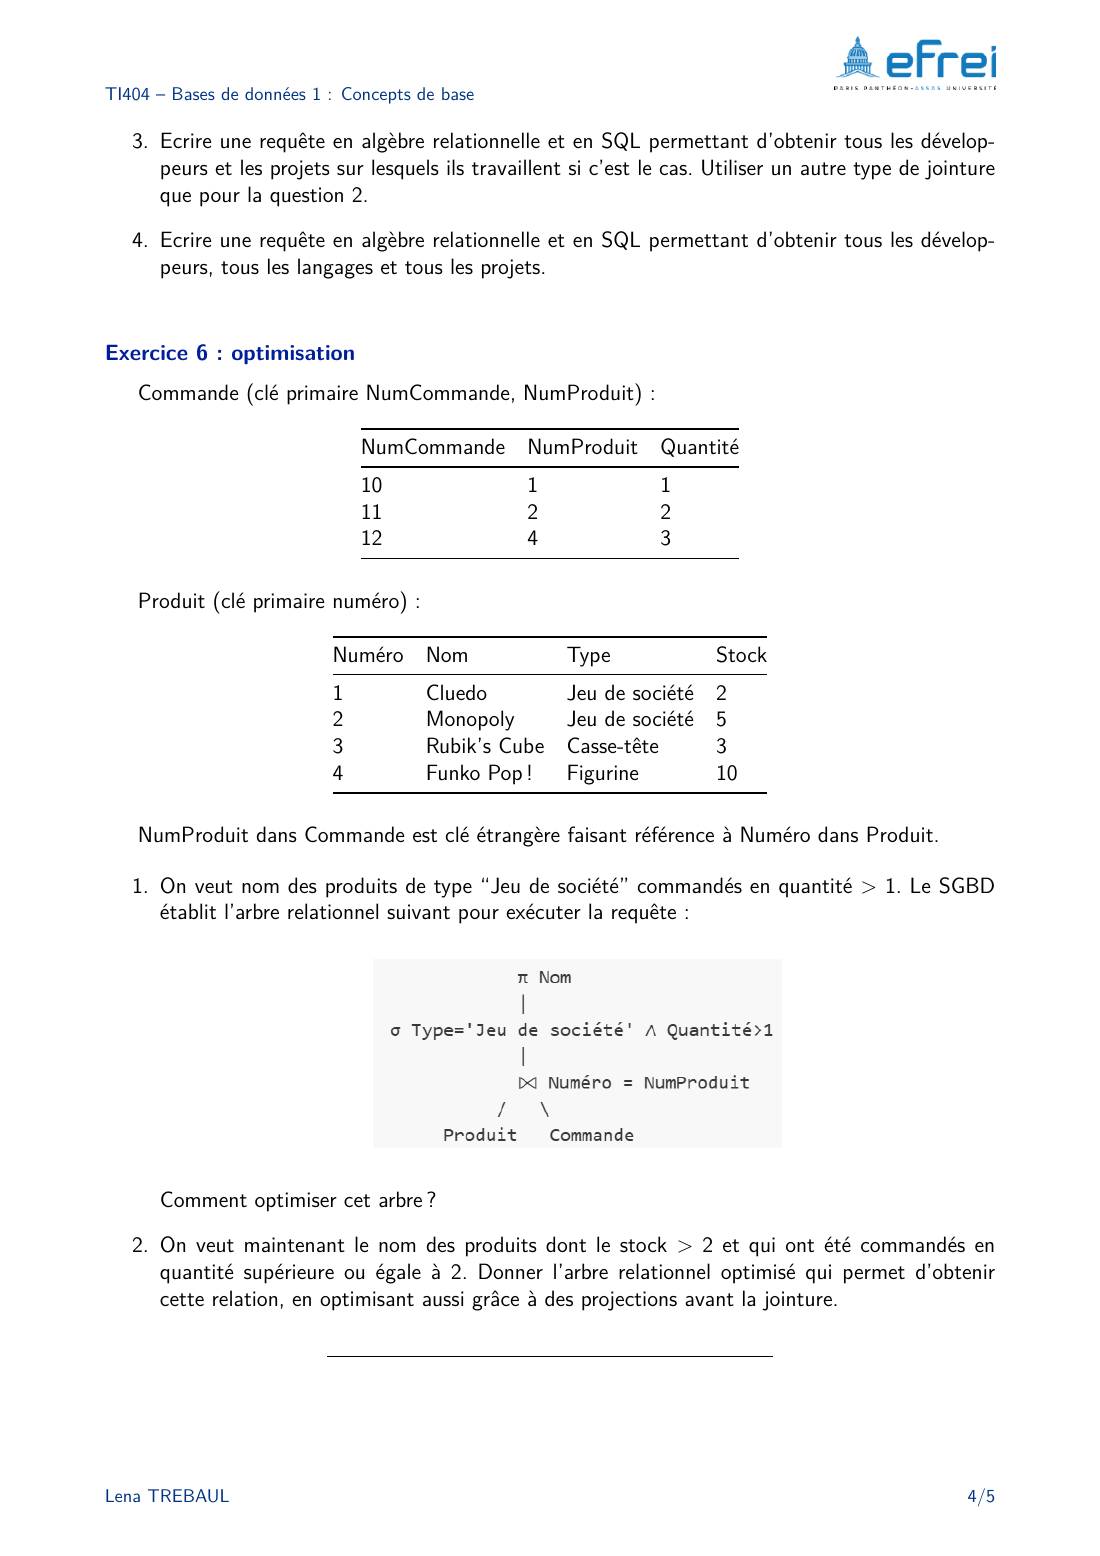 efrei
PARIS PANTHÉON-ASSAS UNIVERSITÉ
TI404 – Bases de données 1 : Concepts de base
3. Ecrire une requête en algèbre relationnelle et en SQL permettant d'obtenir tous les dévelop-
peurs et les projets sur lesquels ils travaillent si c'est le cas. Utiliser un autre type de jointure
que pour la question 2.
4. Ecrire une requête en algèbre relationnelle et en SQL permettant d'obtenir tous les dévelop-
peurs, tous les langages et tous les projets.
Exercice 6 : optimisation
Commande (clé primaire NumCommande, NumProduit) :
NumCommande NumProduit Quantité
10 1 1
11 2 2
12 4 3
Produit (clé primaire numéro) :
Numéro Nom Type Stock
1 Cluedo Jeu de société 2
2 Monopoly Jeu de société 5
3 Rubik's Cube Casse-tête 3
4 Funko Pop ! Figurine 10
NumProduit dans Commande est clé étrangère faisant référence à Numéro dans Produit.
1. On veut nom des produits de type “Jeu de société” commandés en quantité > 1. Le SGBD
établit l'arbre relationnel suivant pour exécuter la requête :
π Nom
|
σ Type='Jeu de société' ∧ Quantité>1
|
⋈ Numéro = NumProduit
/ \
Produit Commande
Comment optimiser cet arbre ?
2. On veut maintenant le nom des produits dont le stock > 2 et qui ont été commandés en
quantité supérieure ou égale à 2. Donner l'arbre relationnel optimisé qui permet d'obtenir
cette relation, en optimisant aussi grâce à des projections avant la jointure.
Lena TREBAUL 4/5